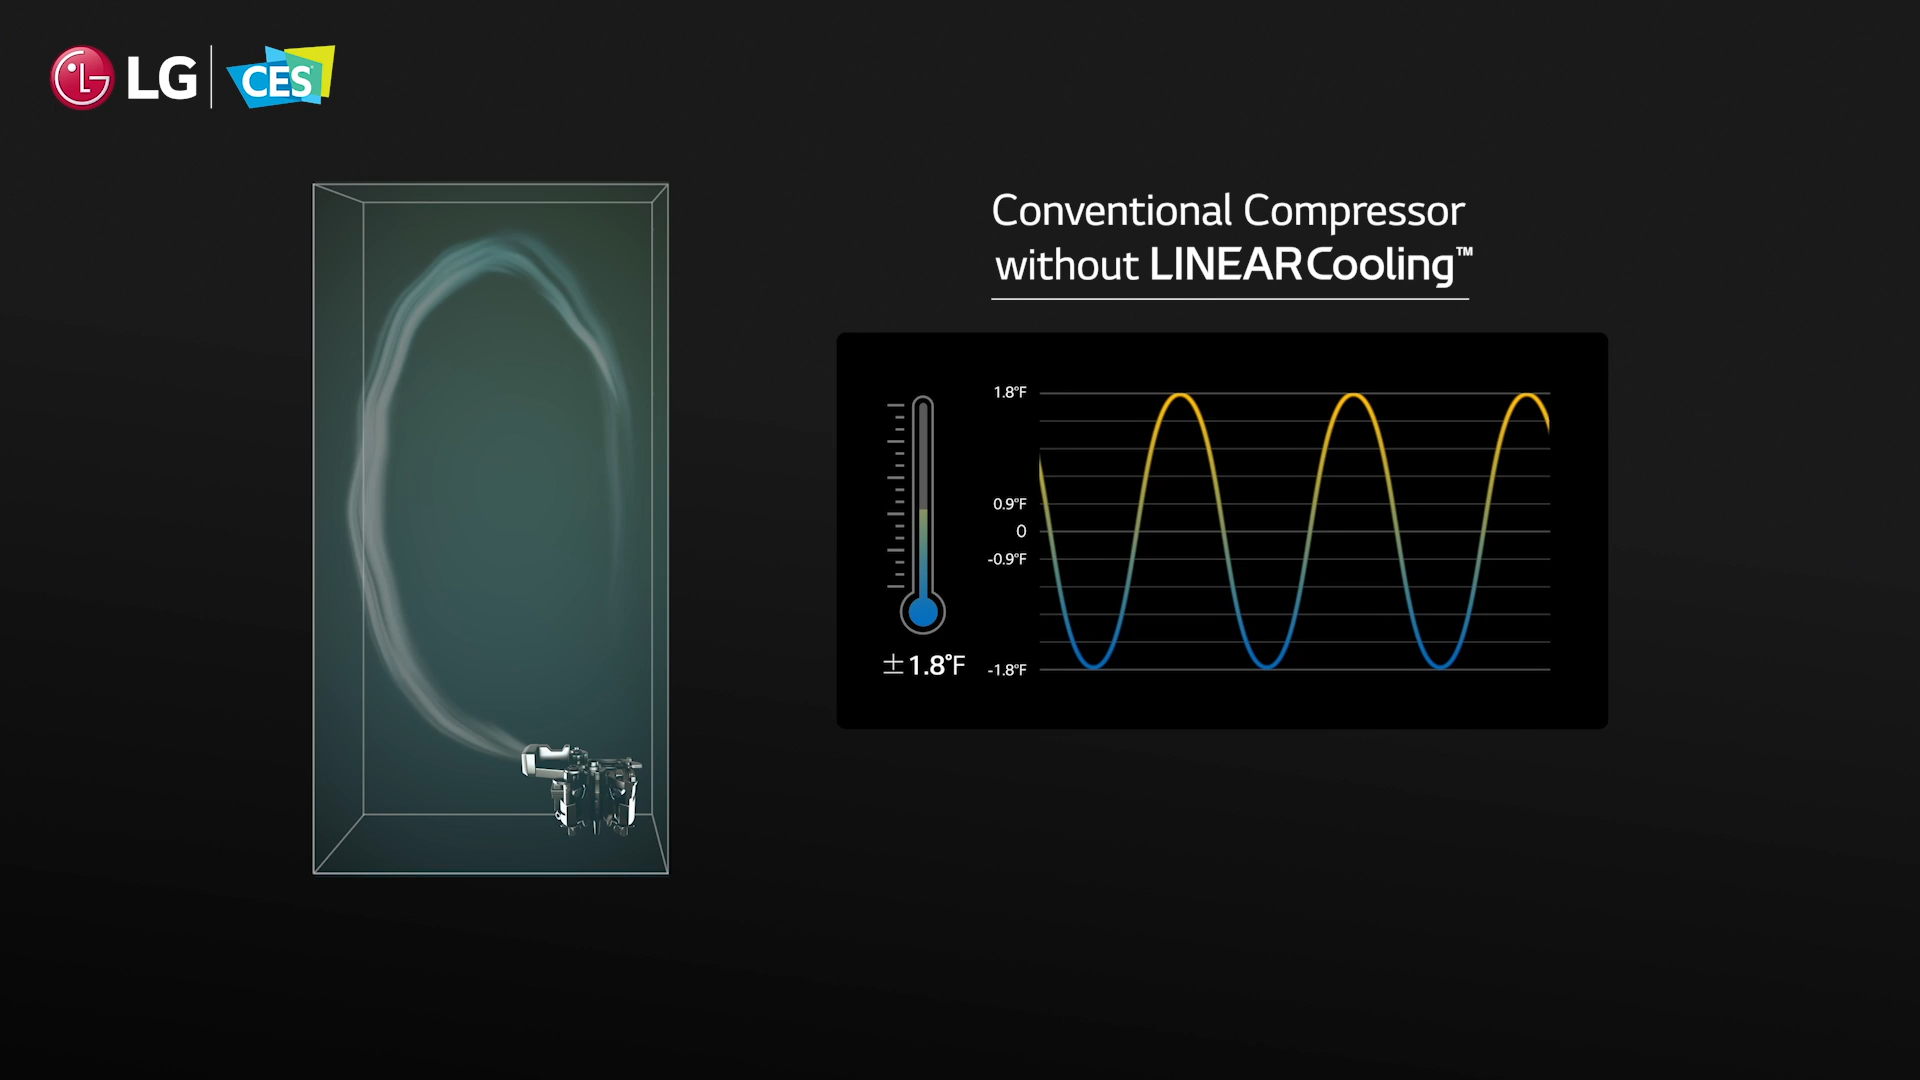 LG CES
Conventional Compressor
without LINEARCooling™
1.8°F
0.9°F
0
-0.9°F
-1.8°F
±1.8°F